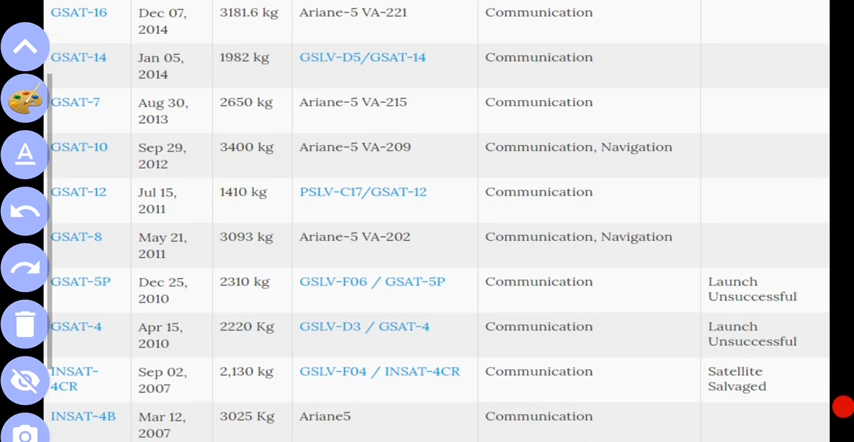 GSAT-16 Dec 07, 3181.6 kg Ariane-5 VA-221 Communication
2014
GSAT-14 Jan 05, 1982 kg GSLV-D5/GSAT-14 Communication
2014
GSAT-7 Aug 30, 2650 kg Ariane-5 VA-215 Communication
2013
GSAT-10 Sep 29, 3400 kg Ariane-5 VA-209 Communication, Navigation
2012
GSAT-12 Jul 15, 1410 kg PSLV-C17/GSAT-12 Communication
2011
GSAT-8 May 21, 3093 kg Ariane-5 VA-202 Communication, Navigation
2011
GSAT-5P Dec 25, 2310 kg GSLV-F06 / GSAT-5P Communication Launch
2010 Unsuccessful
GSAT-4 Apr 15, 2220 Kg GSLV-D3 / GSAT-4 Communication Launch
2010 Unsuccessful
INSAT- Sep 02, 2,130 kg GSLV-F04 / INSAT-4CR Communication Satellite
4CR 2007 Salvaged
INSAT-4B Mar 12, 3025 Kg Ariane5 Communication
2007
A